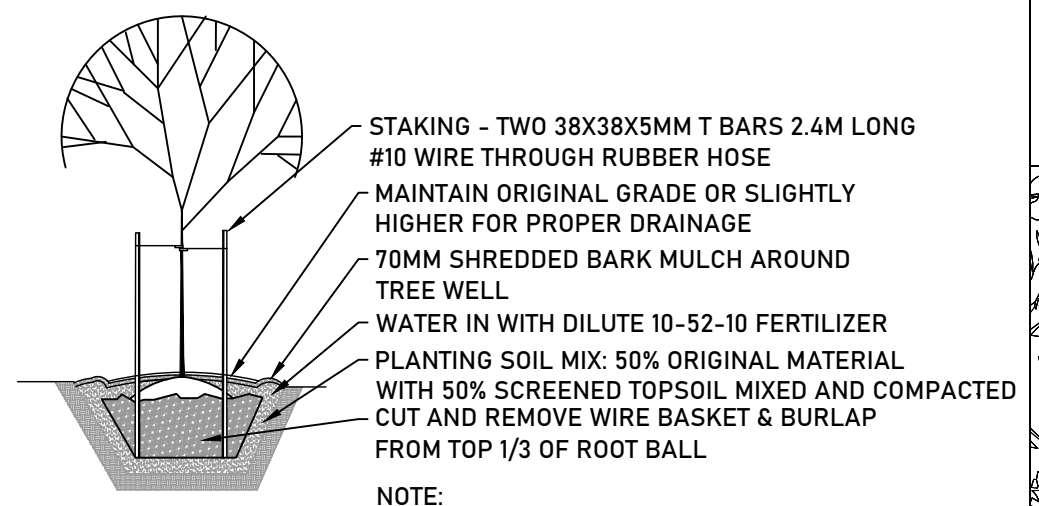 STAKING - TWO 38X38X5MM T BARS 2.4M LONG
#10 WIRE THROUGH RUBBER HOSE
MAINTAIN ORIGINAL GRADE OR SLIGHTLY
HIGHER FOR PROPER DRAINAGE
70MM SHREDDED BARK MULCH AROUND
TREE WELL
WATER IN WITH DILUTE 10-52-10 FERTILIZER
PLANTING SOIL MIX: 50% ORIGINAL MATERIAL
WITH 50% SCREENED TOPSOIL MIXED AND COMPACTED
CUT AND REMOVE WIRE BASKET & BURLAP
FROM TOP 1/3 OF ROOT BALL
NOTE: